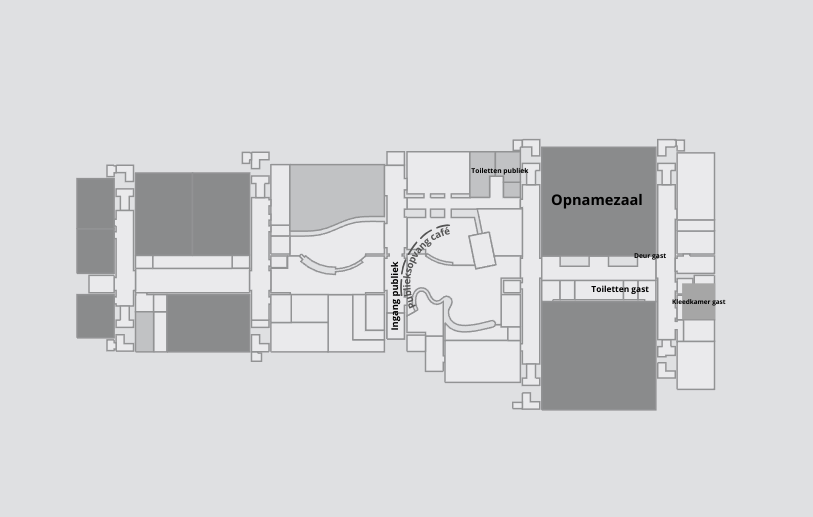 Toiletten publiek
Opnamezaal
publieksopvang café
Ingang publiek
Deur gast
Toiletten gast
Kleedkamer gast